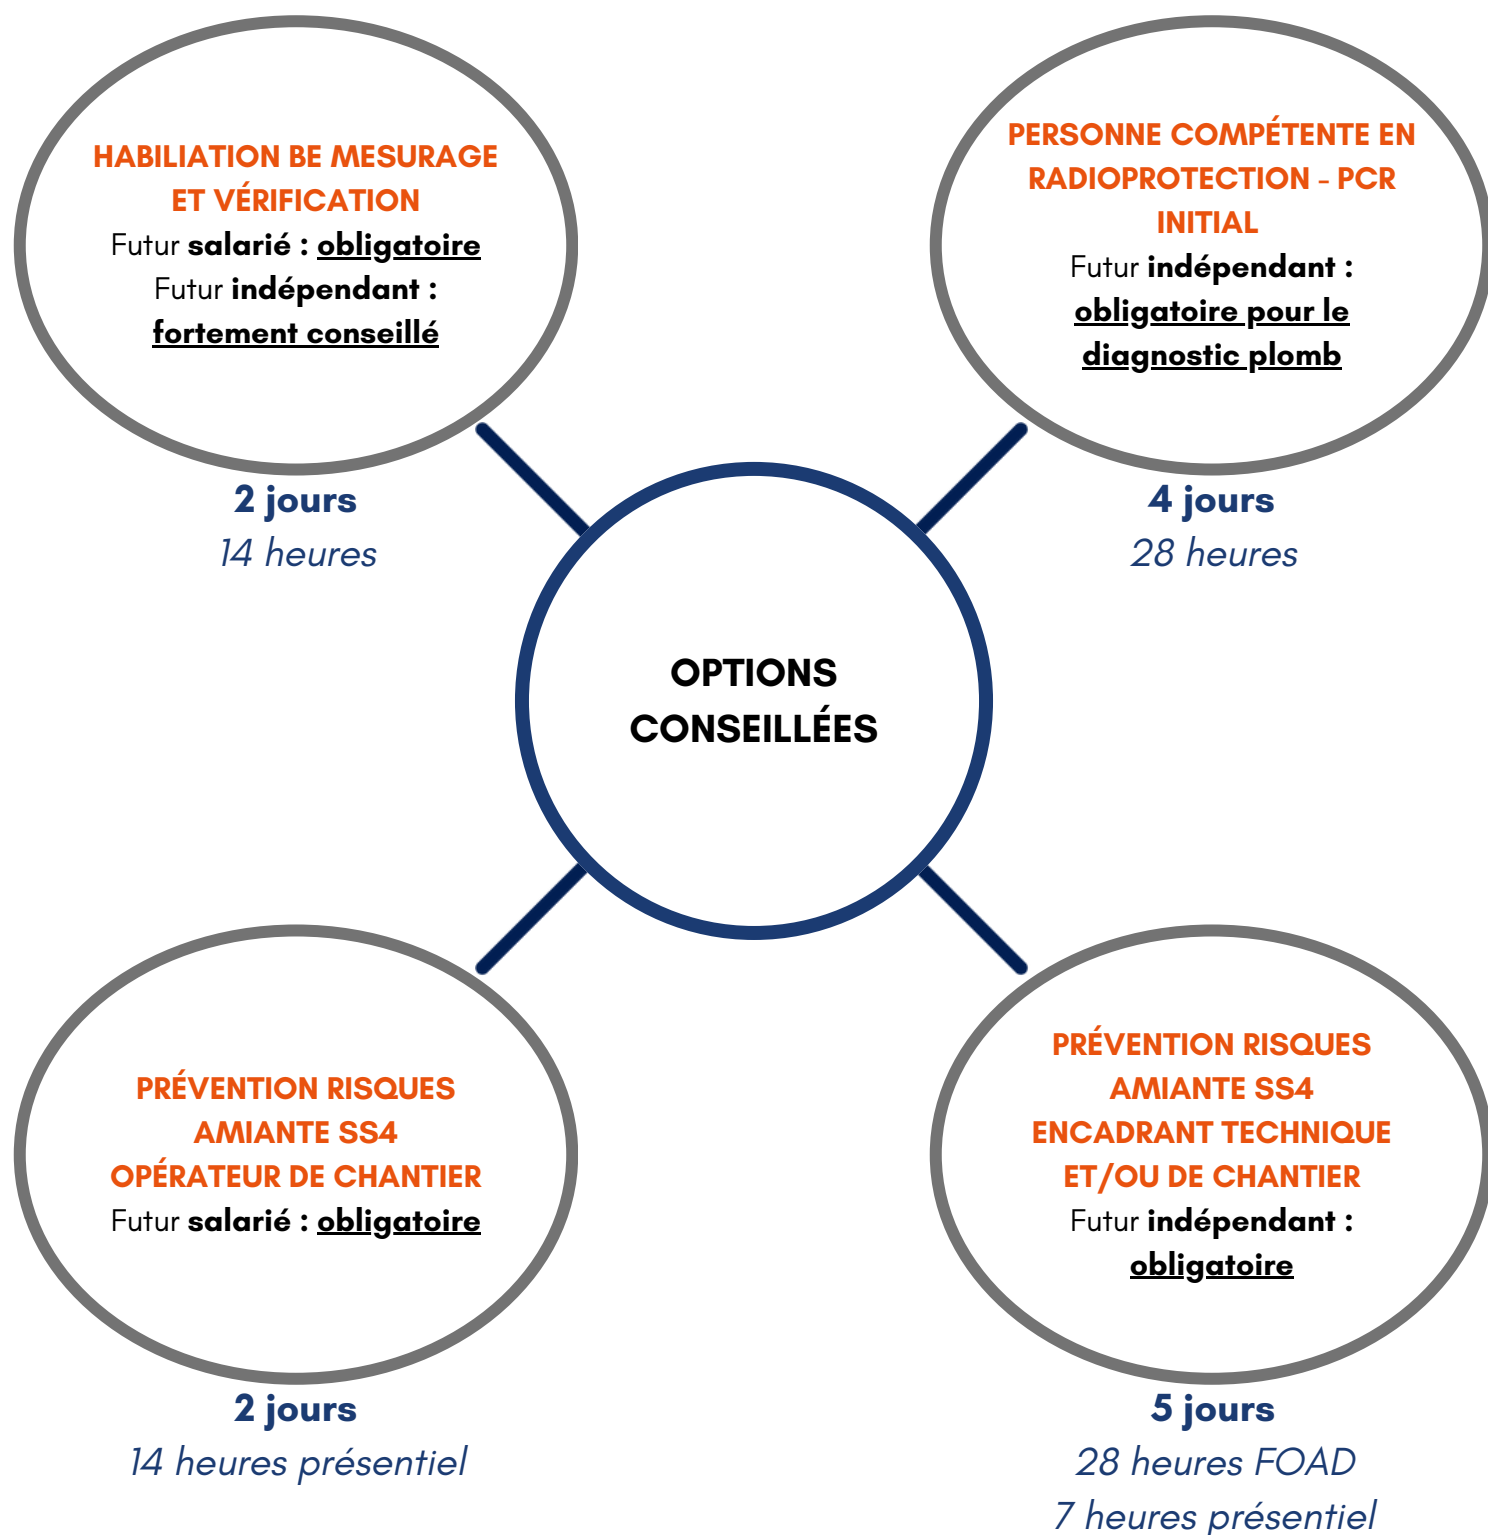 HABILIATION BE MESURAGE
ET VÉRIFICATION
Futur salarié : obligatoire
Futur indépendant :
fortement conseillé
2 jours
14 heures
PERSONNE COMPÉTENTE EN
RADIOPROTECTION - PCR
INITIAL
Futur indépendant :
obligatoire pour le
diagnostic plomb
4 jours
28 heures
OPTIONS
CONSEILLÉES
PRÉVENTION RISQUES
AMIANTE SS4
OPÉRATEUR DE CHANTIER
Futur salarié : obligatoire
2 jours
14 heures présentiel
PRÉVENTION RISQUES
AMIANTE SS4
ENCADRANT TECHNIQUE
ET/OU DE CHANTIER
Futur indépendant :
obligatoire
5 jours
28 heures FOAD
7 heures présentiel